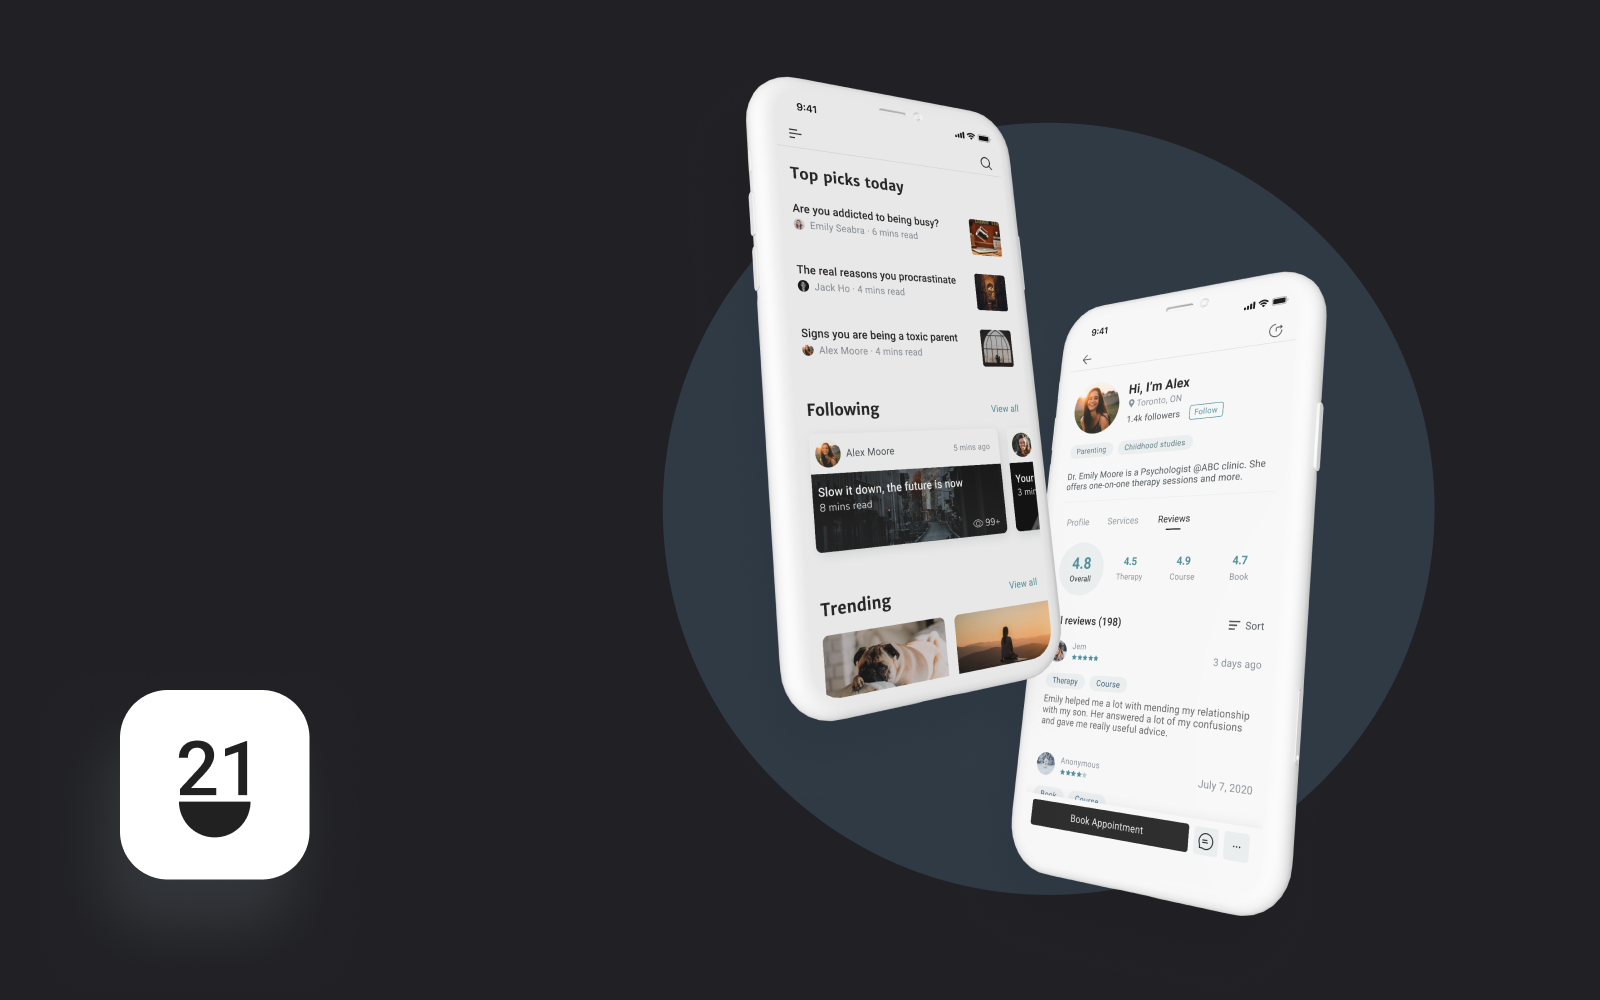 9:41
Top picks today
Are you addicted to being busy?
Emily Seabra · 6 mins read
The real reasons you procrastinate
Jack Ho · 4 mins read
Signs you are being a toxic parent
Alex Moore · 4 mins read
Following
View all
Alex Moore
5 mins ago
Slow it down, the future is now
8 mins read
99+
Your
3 min
View all
Trending
9:41
Hi, I'm Alex
Toronto, ON
1.4k followers
Follow
Parenting
Childhood studies
Dr. Emily Moore is a Psychologist @ABC clinic. She
offers one-on-one therapy sessions and more.
Profile
Services
Reviews
4.8
Overall
4.5
Therapy
4.9
Course
4.7
Book
l reviews (198)
Sort
Jem
3 days ago
Therapy
Course
Emily helped me a lot with mending my relationship
with my son. Her answered a lot of my confusions
and gave me really useful advice.
Anonymous
July 7, 2020
Book
Course
Book Appointment
21